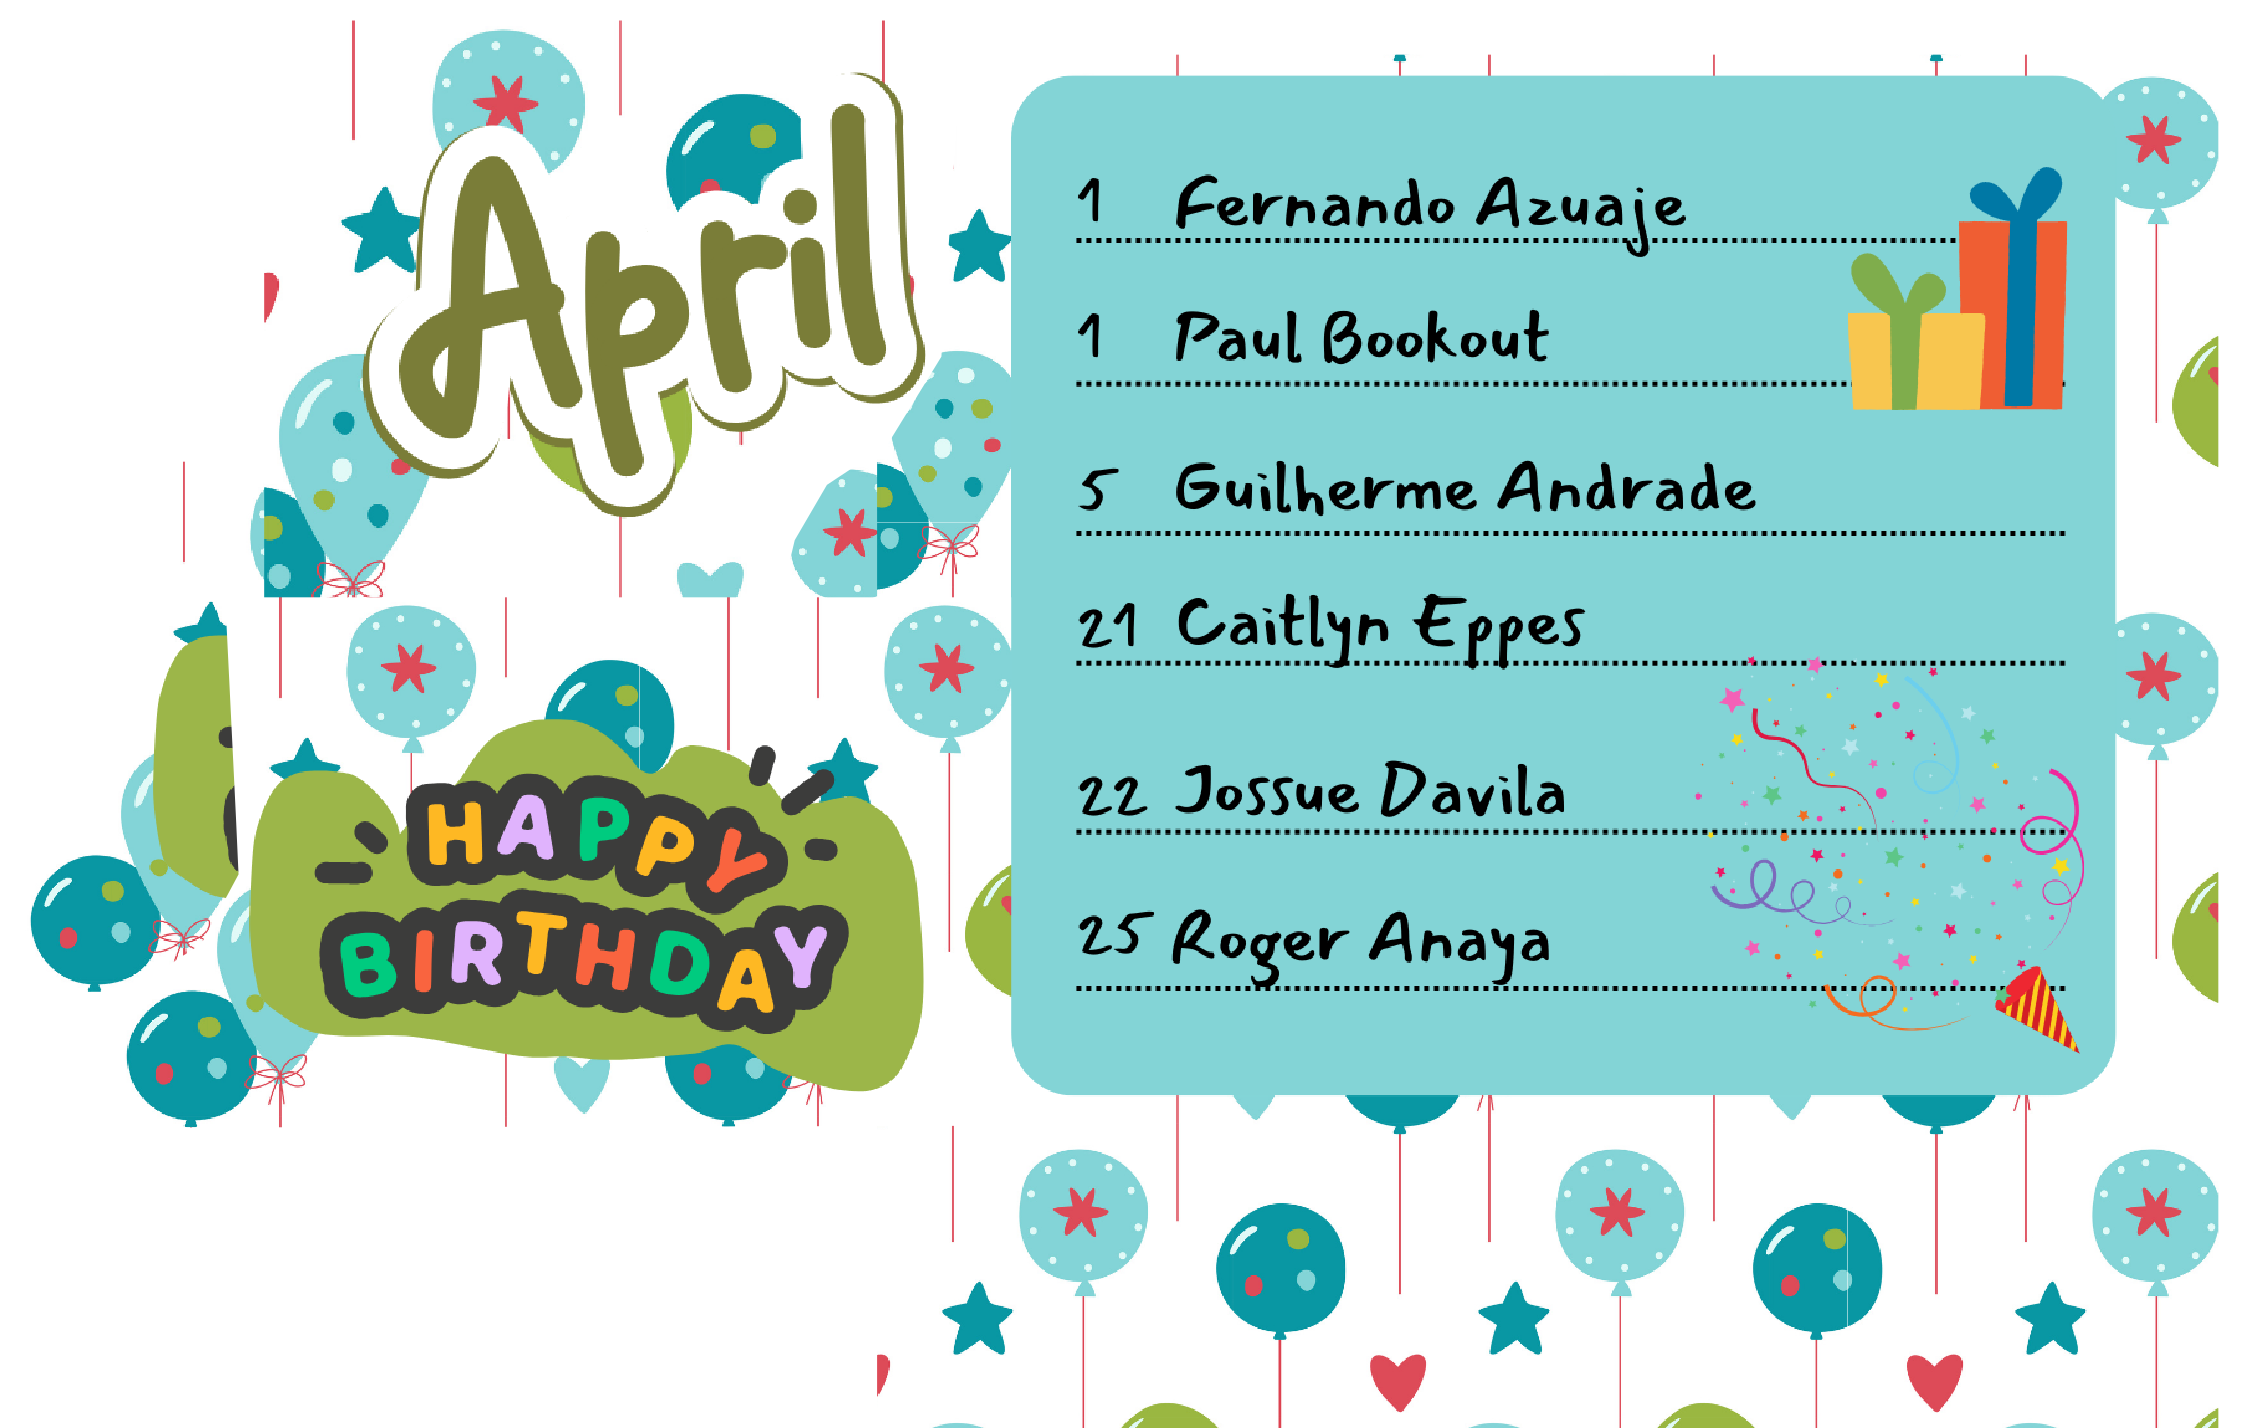 April
HAPPY
BIRTHDAY
1 Fernando Azuaje
1 Paul Bookout
5 Guilherme Andrade
21 Caitlyn Eppes
22 Jossue Davila
25 Roger Anaya